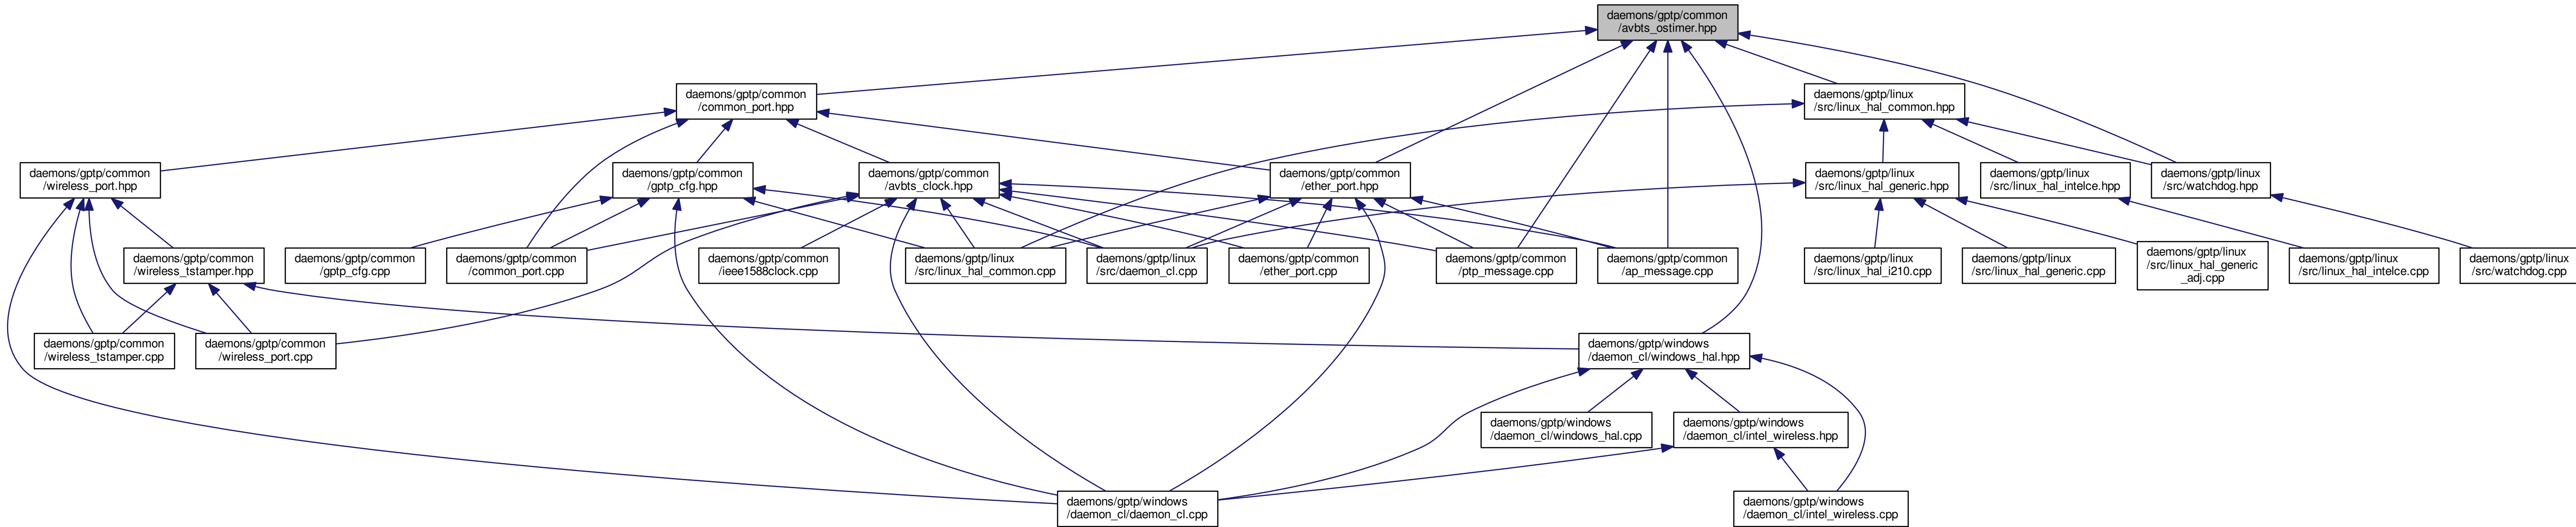 daemons/gptp/common
/avbts_ostimer.hpp
daemons/gptp/common
/common_port.hpp
daemons/gptp/linux
/src/linux_hal_common.hpp
daemons/gptp/common
/wireless_port.hpp
daemons/gptp/common
/gptp_cfg.hpp
daemons/gptp/common
/avbts_clock.hpp
daemons/gptp/common
/ether_port.hpp
daemons/gptp/linux
/src/linux_hal_generic.hpp
daemons/gptp/linux
/src/linux_hal_intelce.hpp
daemons/gptp/linux
/src/watchdog.hpp
daemons/gptp/common
/wireless_tstamper.hpp
daemons/gptp/common
/gptp_cfg.cpp
daemons/gptp/common
/common_port.cpp
daemons/gptp/common
/ieee1588clock.cpp
daemons/gptp/linux
/src/linux_hal_common.cpp
daemons/gptp/linux
/src/daemon_cl.cpp
daemons/gptp/common
/ether_port.cpp
daemons/gptp/common
/ptp_message.cpp
daemons/gptp/common
/ap_message.cpp
daemons/gptp/linux
/src/linux_hal_i210.cpp
daemons/gptp/linux
/src/linux_hal_generic.cpp
daemons/gptp/linux
/src/linux_hal_generic
_adj.cpp
daemons/gptp/linux
/src/linux_hal_intelce.cpp
daemons/gptp/linux
/src/watchdog.cpp
daemons/gptp/common
/wireless_tstamper.cpp
daemons/gptp/common
/wireless_port.cpp
daemons/gptp/windows
/daemon_cl/windows_hal.hpp
daemons/gptp/windows
/daemon_cl/windows_hal.cpp
daemons/gptp/windows
/daemon_cl/intel_wireless.hpp
daemons/gptp/windows
/daemon_cl/daemon_cl.cpp
daemons/gptp/windows
/daemon_cl/intel_wireless.cpp